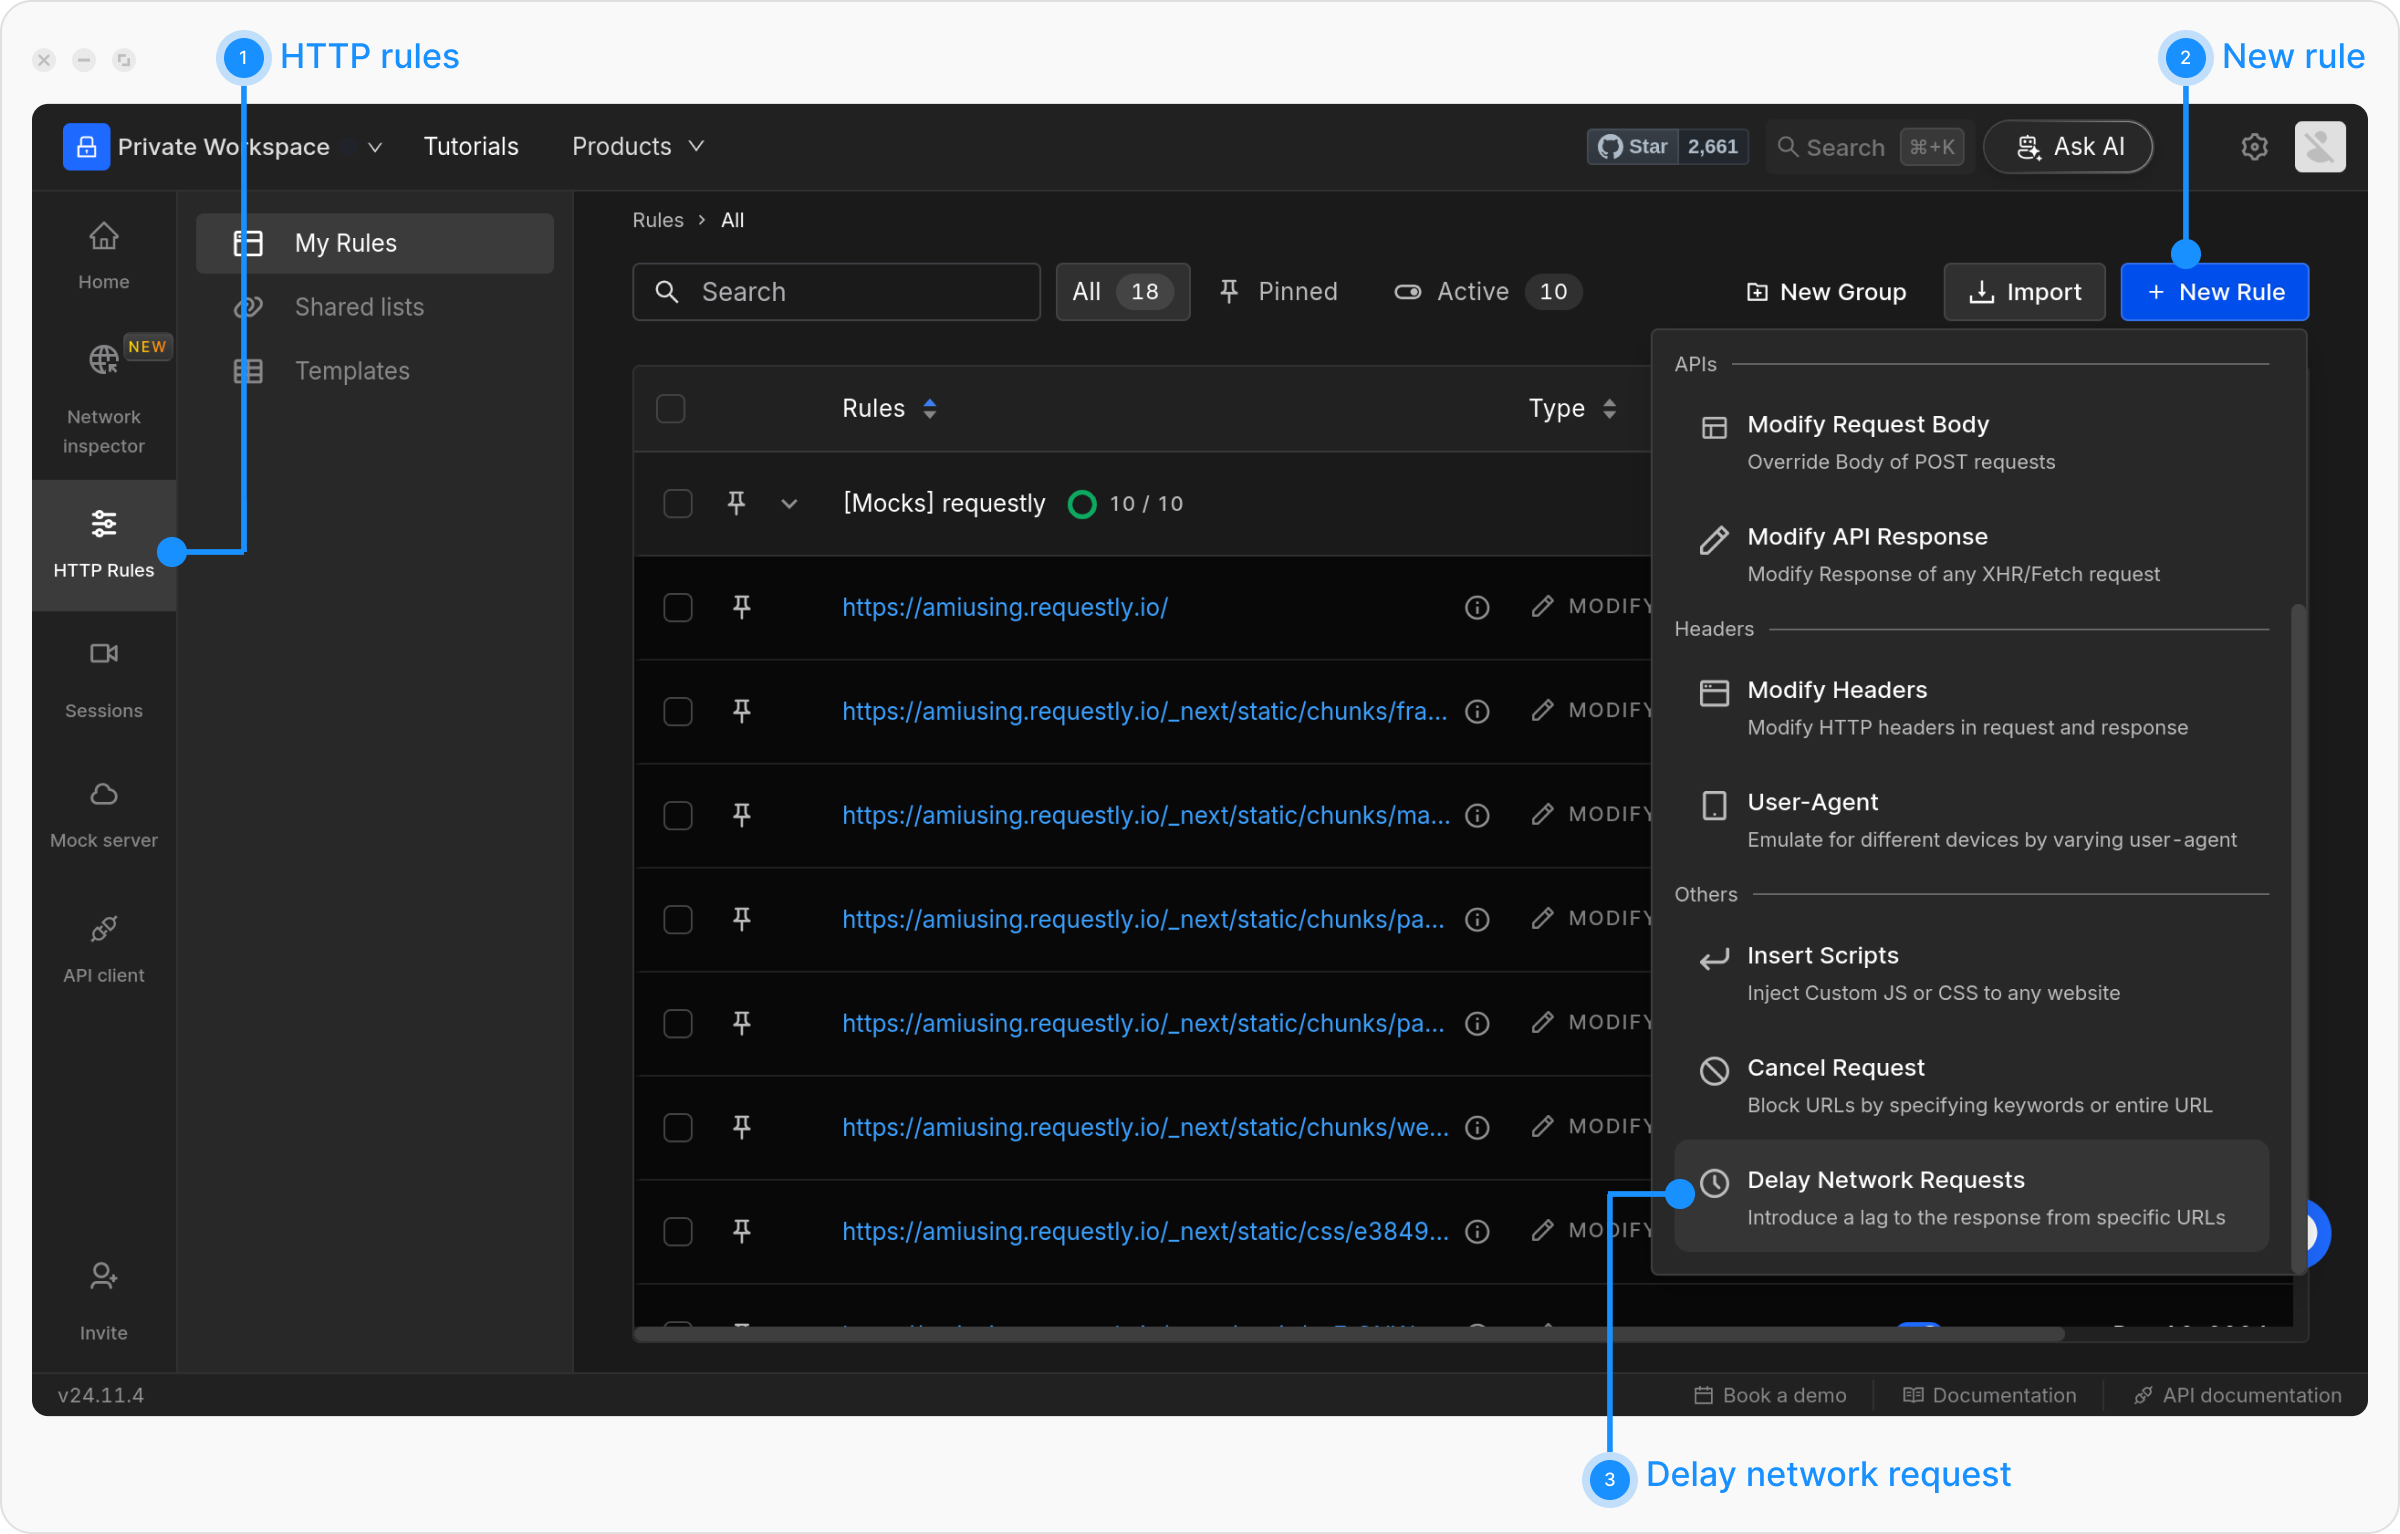 1 HTTP rules
2 New rule
Private Workspace
Tutorials
Products
Star 2,661
Search ⌘+K
Ask AI
Home
NEW
Network
inspector
HTTP Rules
Sessions
Mock server
API client
Invite
My Rules
Shared lists
Templates
Rules > All
Search
All 18
Pinned
Active 10
New Group
Import
+ New Rule
Rules
Type
[Mocks] requestly 10 / 10
https://amiusing.requestly.io/ MODIFY
https://amiusing.requestly.io/_next/static/chunks/fra... MODIFY
https://amiusing.requestly.io/_next/static/chunks/ma... MODIFY
https://amiusing.requestly.io/_next/static/chunks/pa... MODIFY
https://amiusing.requestly.io/_next/static/chunks/pa... MODIFY
https://amiusing.requestly.io/_next/static/chunks/we... MODIFY
https://amiusing.requestly.io/_next/static/css/e3849... MODIFY
APIs
Modify Request Body
Override Body of POST requests
Modify API Response
Modify Response of any XHR/Fetch request
Headers
Modify Headers
Modify HTTP headers in request and response
User-Agent
Emulate for different devices by varying user-agent
Others
Insert Scripts
Inject Custom JS or CSS to any website
Cancel Request
Block URLs by specifying keywords or entire URL
Delay Network Requests
Introduce a lag to the response from specific URLs
v24.11.4
Book a demo
Documentation
API documentation
3 Delay network request